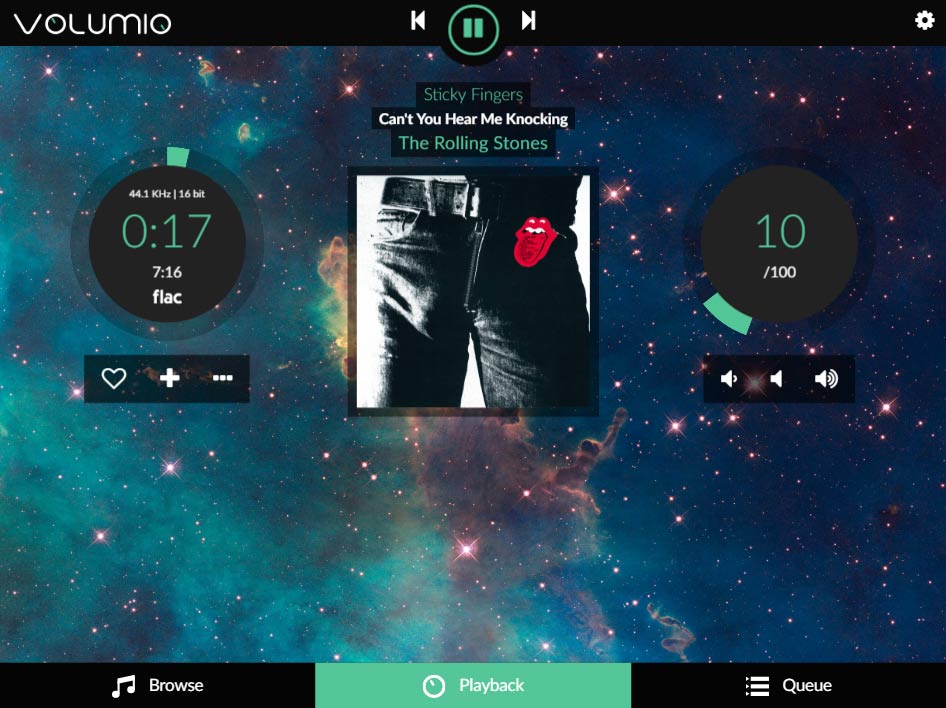 VOLUMIO
Sticky Fingers
Can't You Hear Me Knocking
The Rolling Stones
44.1 KHz | 16 bit
0:17
7:16
flac
10
/100
Browse
Playback
Queue